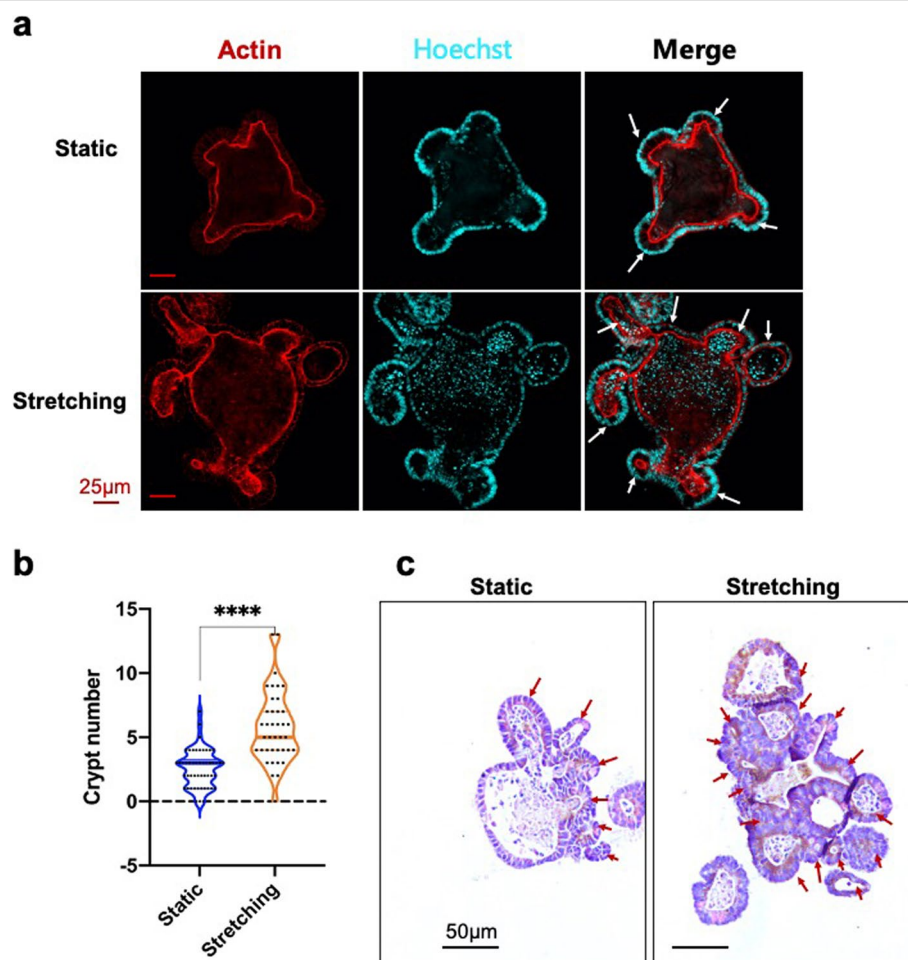 a
Actin Hoechst Merge
Static
Stretching
25µm
b
c
Static Stretching
****
15
10
5
0
-5
Crypt number
Static
Stretching
50µm